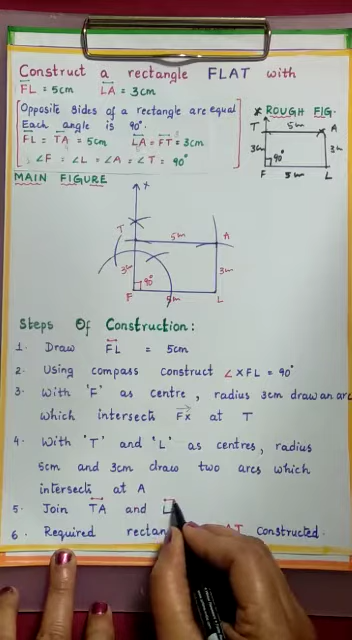 Construct a rectangle FLAT with
FL = 5cm LA = 3cm
Opposite sides of a rectangle are equal
Each angle is 90°
FL = TA = 5cm LA = FT = 3cm
∠F = ∠L = ∠A = ∠T = 90°
* ROUGH FIG.
T 5cm A
3cm 90° 3cm
F 5cm L
MAIN FIGURE
X
T 5cm A
3cm 90° 3cm
F 5cm L
Steps Of Construction:
1. Draw FL = 5cm
2. Using compass construct ∠XFL = 90°
3. With 'F' as centre, radius 3cm draw an arc
which intersects FX at T
4. With 'T' and 'L' as centres, radius
5cm and 3cm draw two arcs which
intersects at A
5. Join TA and
6. Required constructed.